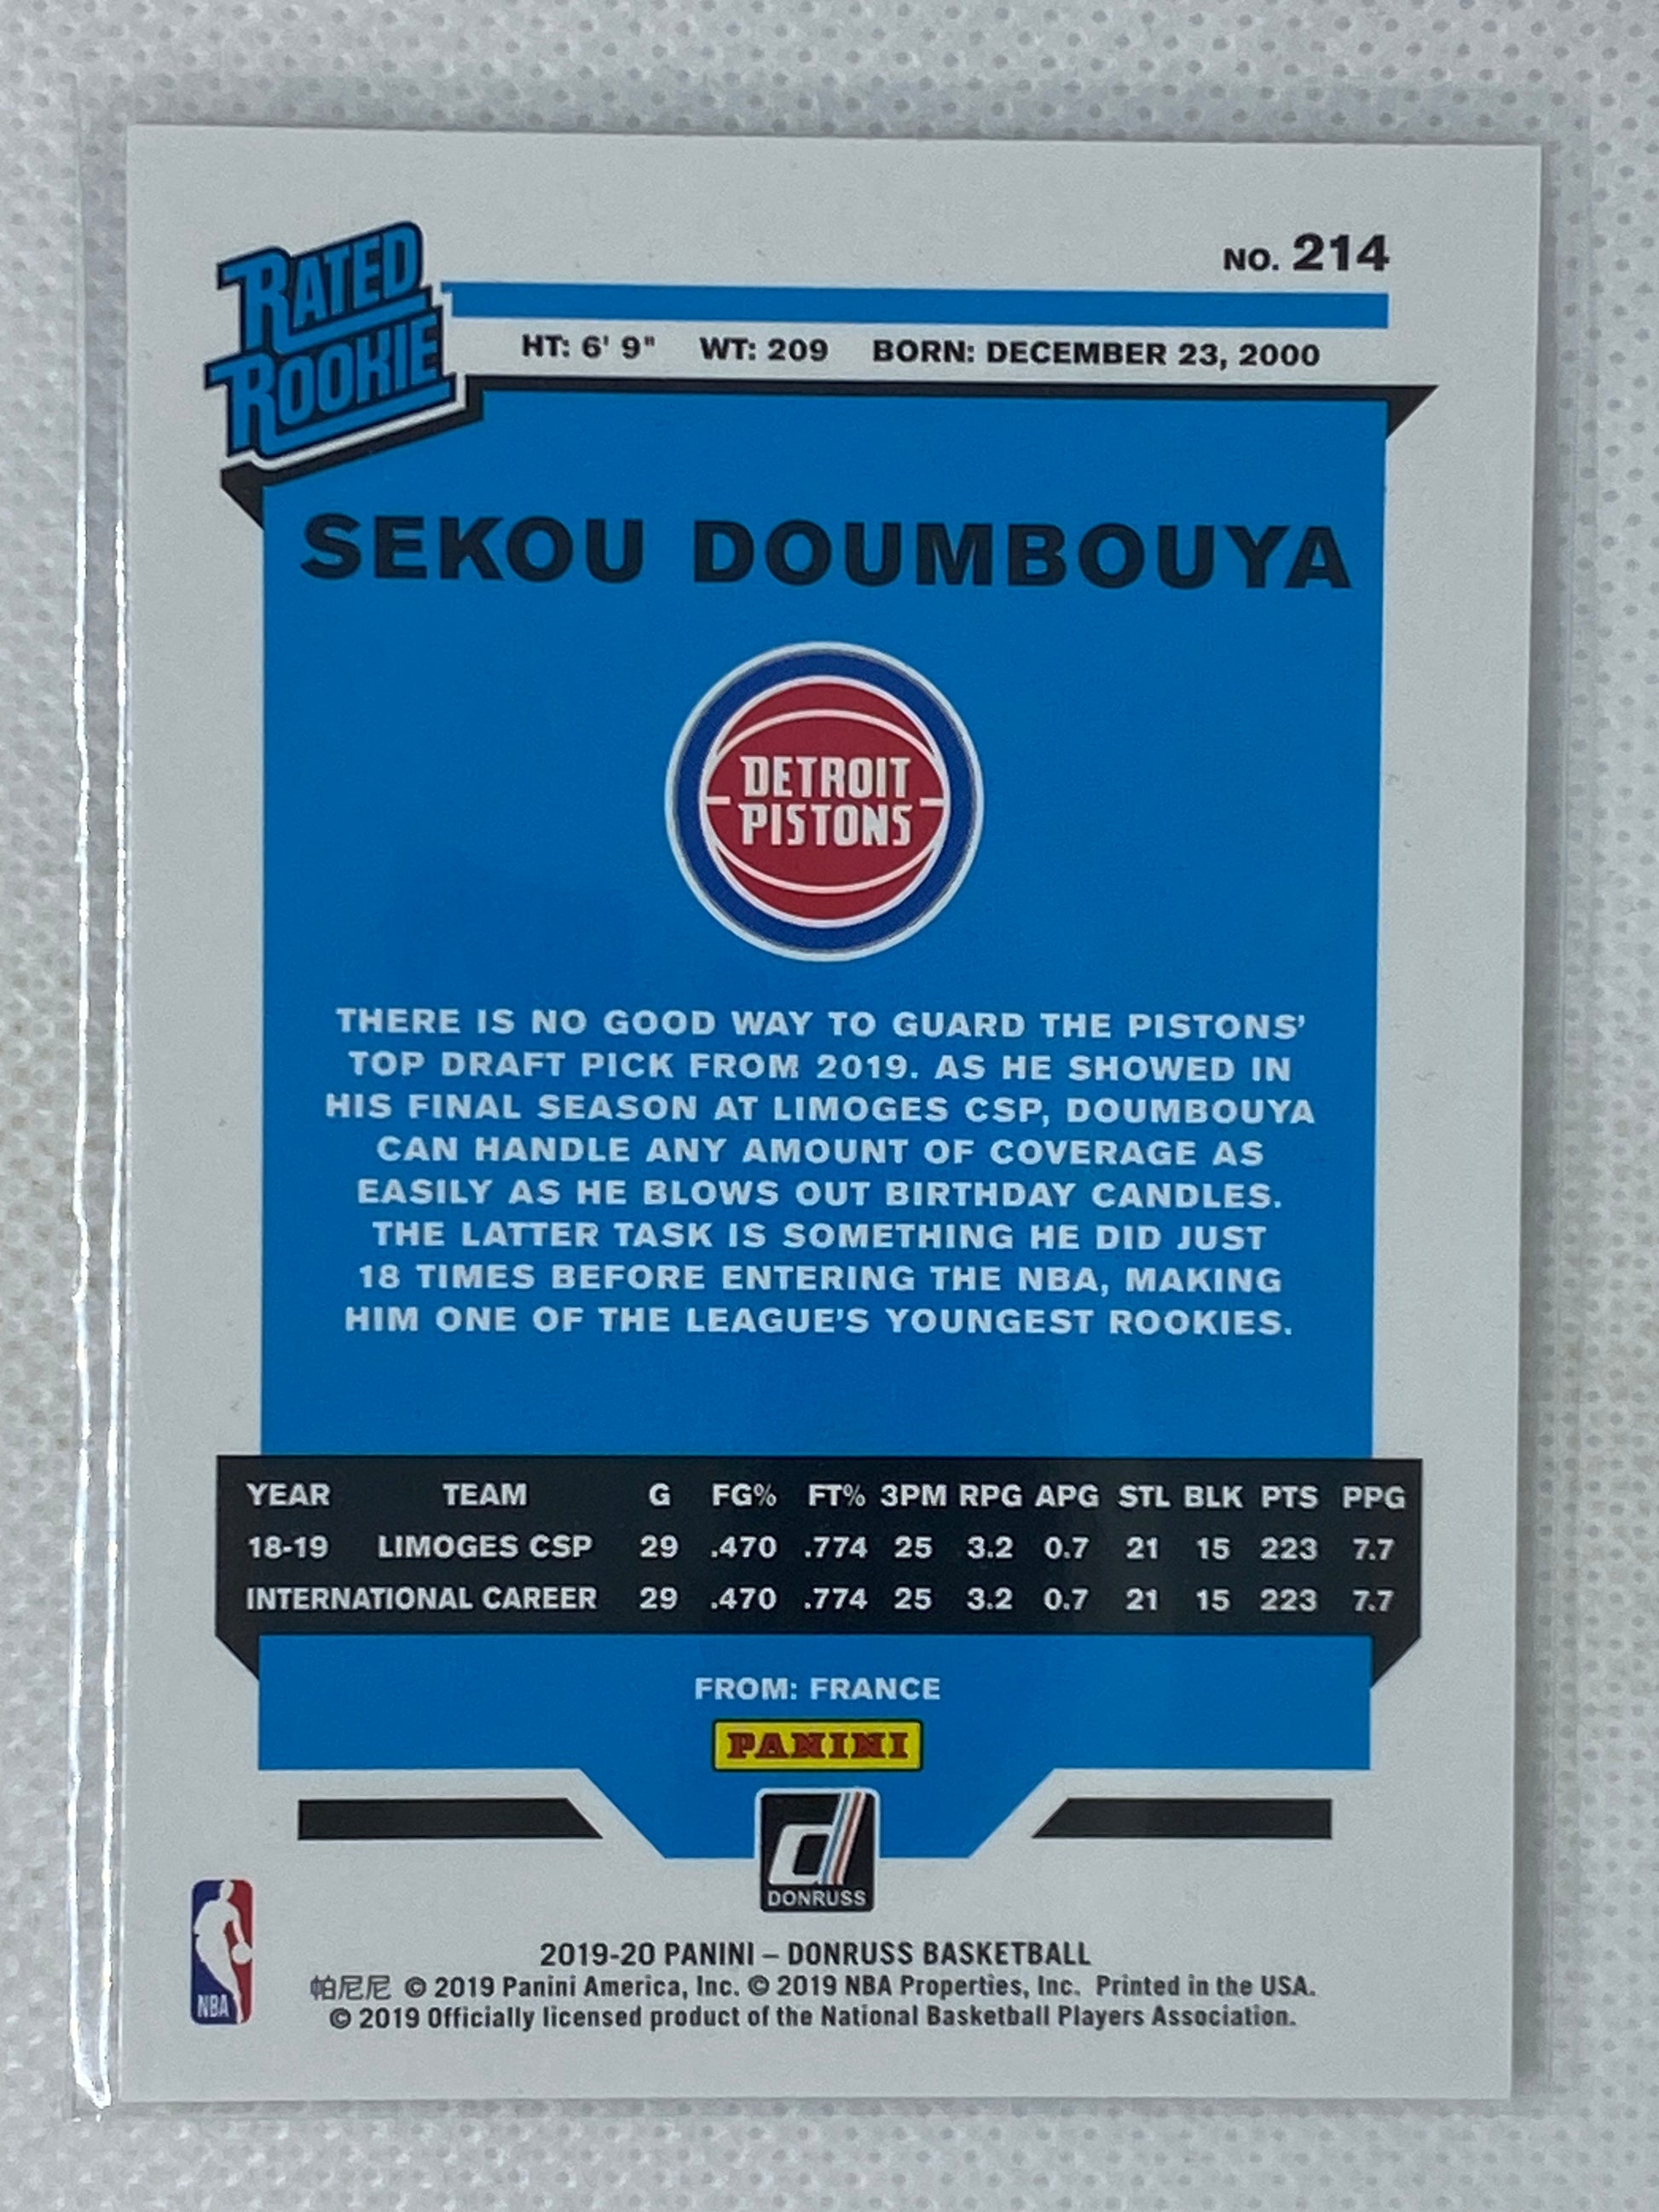 RATED
ROOKIE
NO. 214
HT: 6' 9" WT: 209 BORN: DECEMBER 23, 2000
SEKOU DOUMBOUYA
DETROIT
PISTONS
THERE IS NO GOOD WAY TO GUARD THE PISTONS’
TOP DRAFT PICK FROM 2019. AS HE SHOWED IN
HIS FINAL SEASON AT LIMOGES CSP, DOUMBOUYA
CAN HANDLE ANY AMOUNT OF COVERAGE AS
EASILY AS HE BLOWS OUT BIRTHDAY CANDLES.
THE LATTER TASK IS SOMETHING HE DID JUST
18 TIMES BEFORE ENTERING THE NBA, MAKING
HIM ONE OF THE LEAGUE’S YOUNGEST ROOKIES.
YEAR TEAM G FG% FT% 3PM RPG APG STL BLK PTS PPG
18-19 LIMOGES CSP 29 .470 .774 25 3.2 0.7 21 15 223 7.7
INTERNATIONAL CAREER 29 .470 .774 25 3.2 0.7 21 15 223 7.7
FROM: FRANCE
PANINI
d
DONRUSS
NBA
2019-20 PANINI – DONRUSS BASKETBALL
帕尼尼 © 2019 Panini America, Inc. © 2019 NBA Properties, Inc. Printed in the USA.
© 2019 Officially licensed product of the National Basketball Players Association.